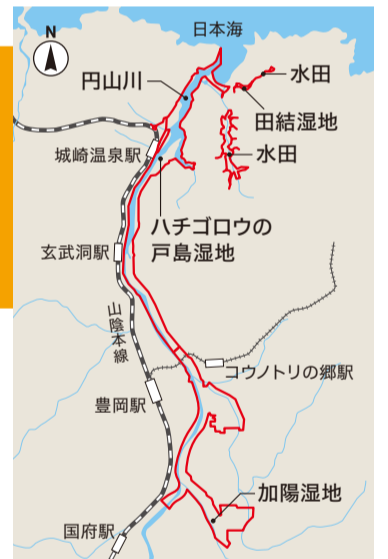 日本海
N
円山川
水田
田結湿地
城崎温泉駅
水田
ハチゴロウの
戸島湿地
玄武洞駅
山陰本線
コウノトリの郷駅
豊岡駅
加陽湿地
国府駅